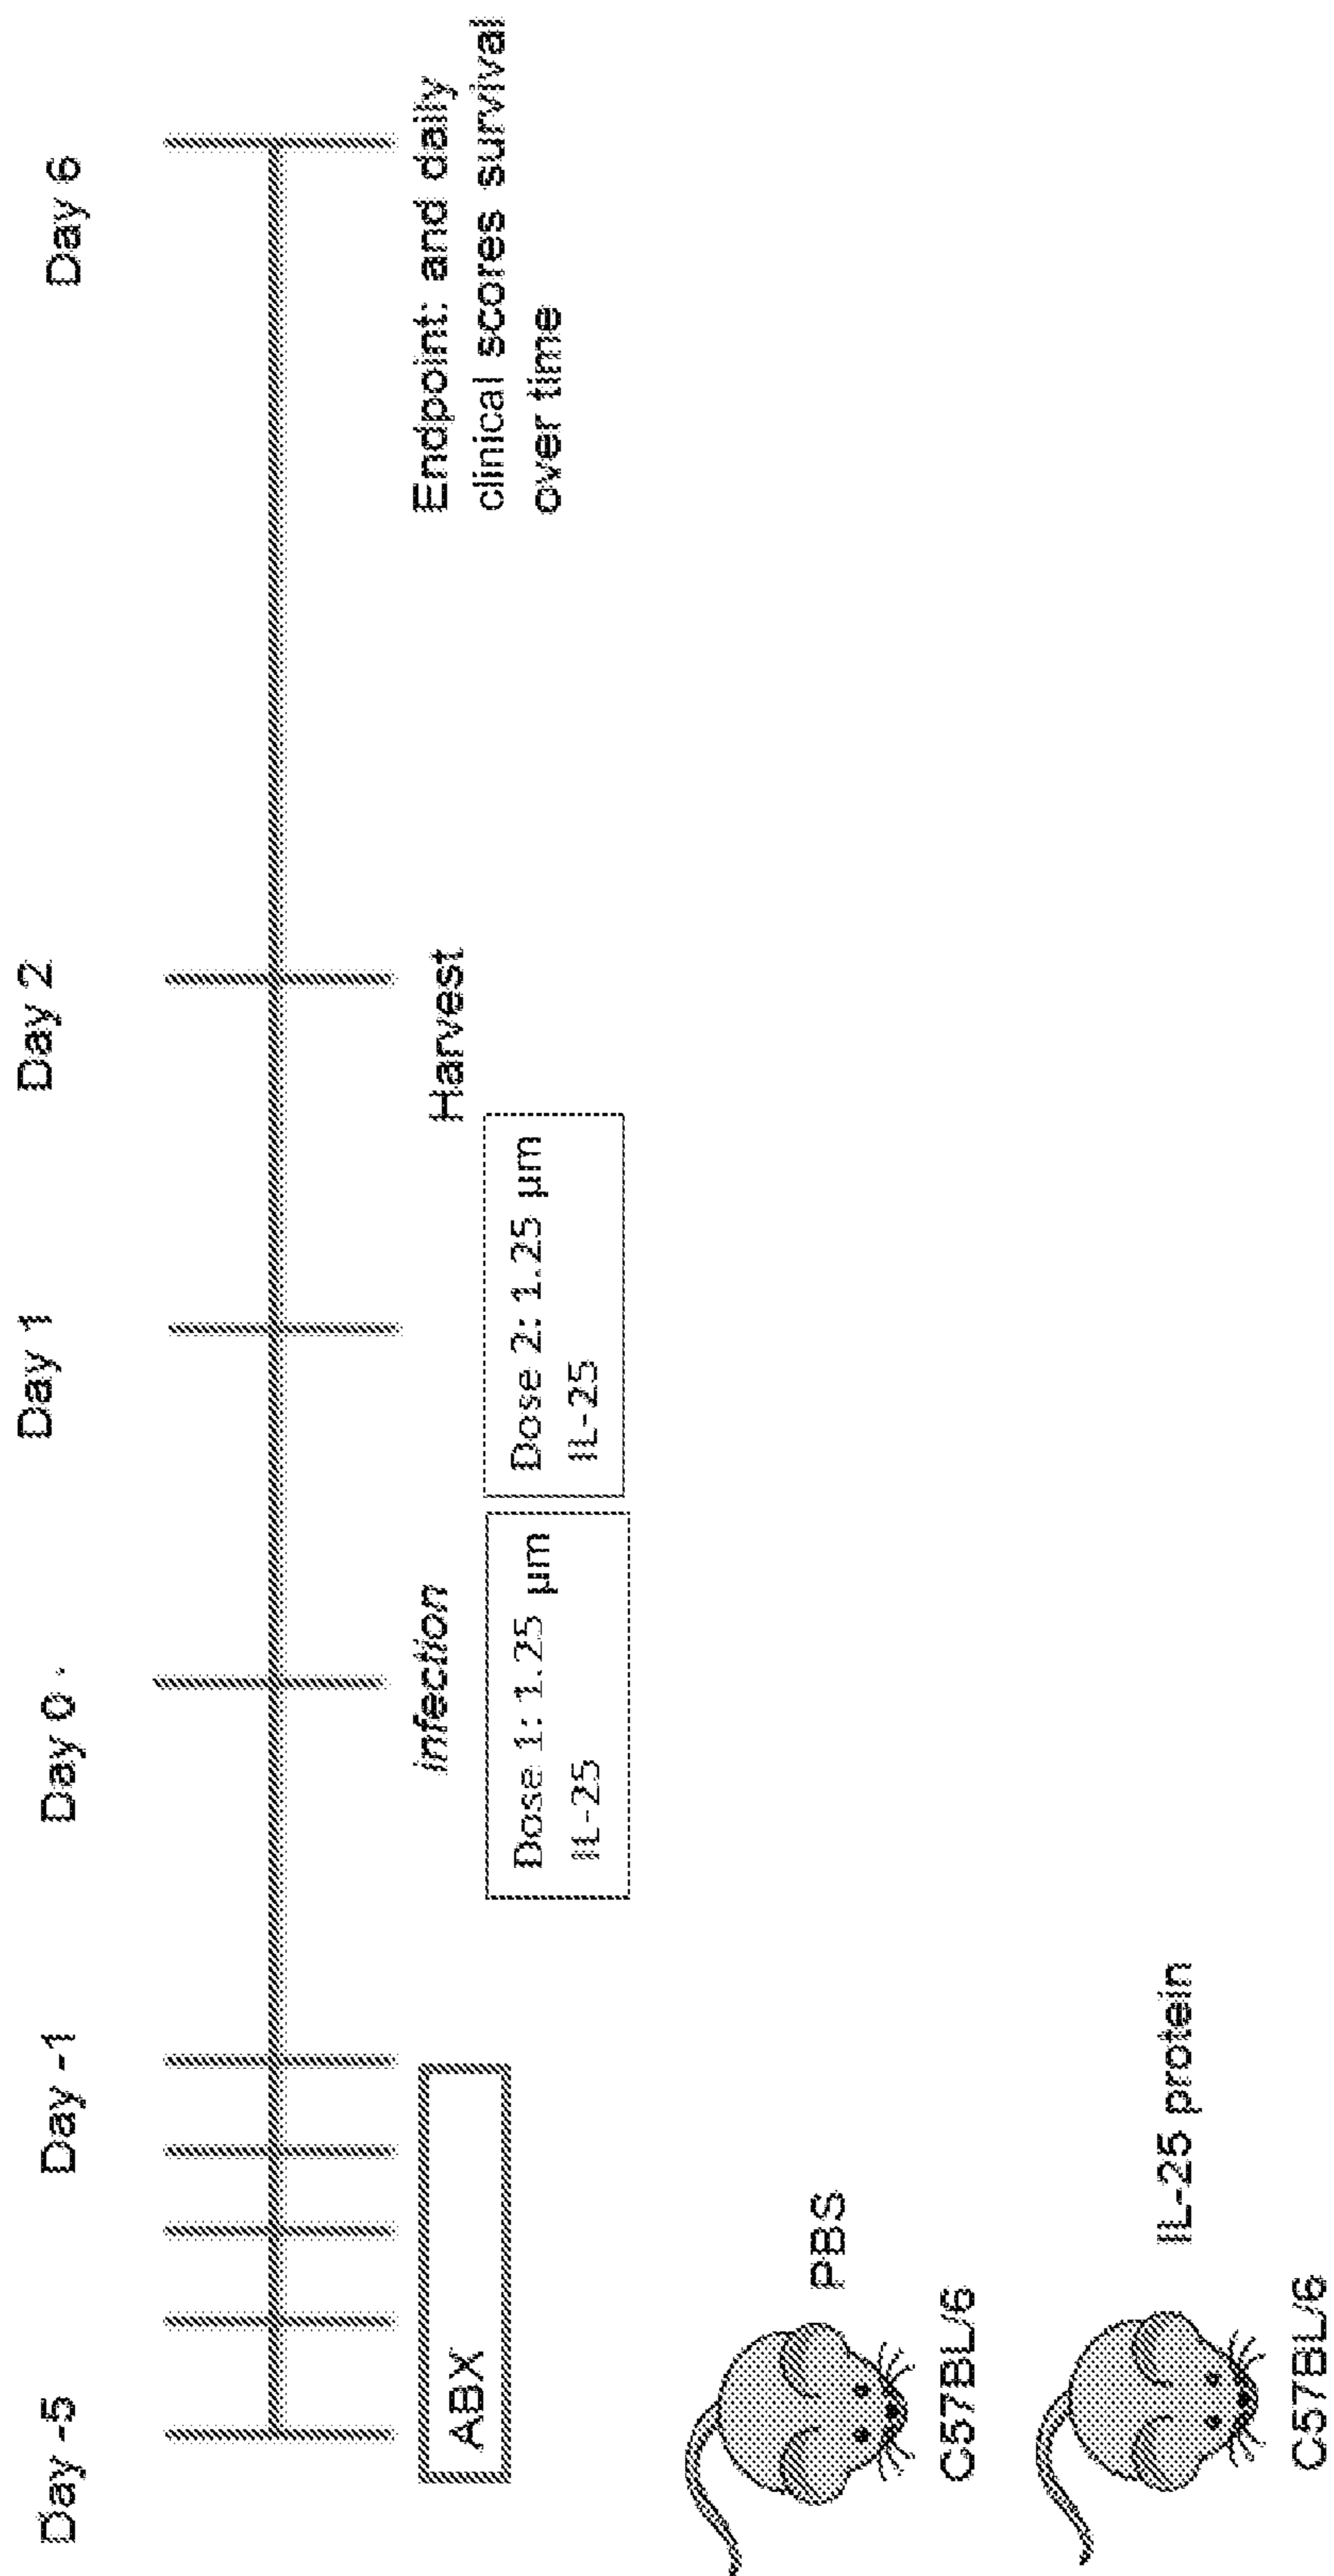 Day -5
Day -1
Day 0
Day 1
Day 2
Day 6
ABX
infection
Harvest
Endpoint: and daily
clinical scores survival
over time
Dose 1: 1.25 µm
IL-25
Dose 2: 1.25 µm
IL-25
PBS
C57BL/6
IL-25 protein
C57BL/6